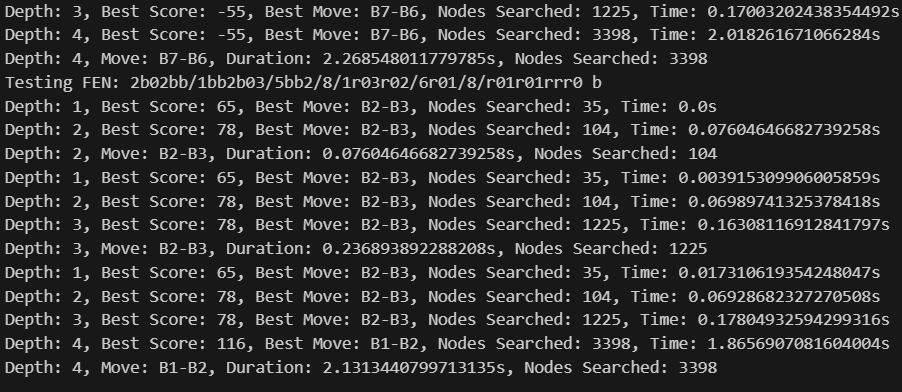 Depth: 3, Best Score: -55, Best Move: B7-B6, Nodes Searched: 1225, Time: 0.17003202438354492s
Depth: 4, Best Score: -55, Best Move: B7-B6, Nodes Searched: 3398, Time: 2.018261671066284s
Depth: 4, Move: B7-B6, Duration: 2.268548011779785s, Nodes Searched: 3398
Testing FEN: 2b02bb/1bb2b03/5bb2/8/1r03r02/6r01/8/r01r01rrr0 b
Depth: 1, Best Score: 65, Best Move: B2-B3, Nodes Searched: 35, Time: 0.0s
Depth: 2, Best Score: 78, Best Move: B2-B3, Nodes Searched: 104, Time: 0.07604646682739258s
Depth: 2, Move: B2-B3, Duration: 0.07604646682739258s, Nodes Searched: 104
Depth: 1, Best Score: 65, Best Move: B2-B3, Nodes Searched: 35, Time: 0.003915309906005859s
Depth: 2, Best Score: 78, Best Move: B2-B3, Nodes Searched: 104, Time: 0.06989741325378418s
Depth: 3, Best Score: 78, Best Move: B2-B3, Nodes Searched: 1225, Time: 0.16308116912841797s
Depth: 3, Move: B2-B3, Duration: 0.236893892288208s, Nodes Searched: 1225
Depth: 1, Best Score: 65, Best Move: B2-B3, Nodes Searched: 35, Time: 0.017310619354248047s
Depth: 2, Best Score: 78, Best Move: B2-B3, Nodes Searched: 104, Time: 0.06928682327270508s
Depth: 3, Best Score: 78, Best Move: B2-B3, Nodes Searched: 1225, Time: 0.17804932594299316s
Depth: 4, Best Score: 116, Best Move: B1-B2, Nodes Searched: 3398, Time: 1.8656907081604004s
Depth: 4, Move: B1-B2, Duration: 2.1313440799713135s, Nodes Searched: 3398